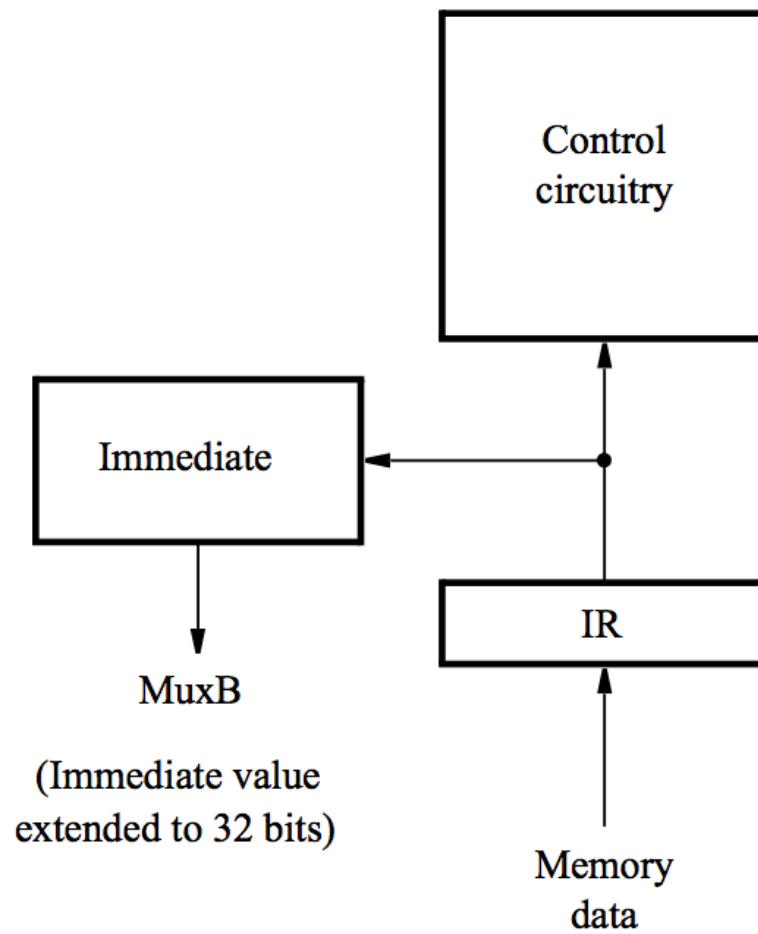 Control
circuitry
Immediate
IR
MuxB
(Immediate value
extended to 32 bits)
Memory
data